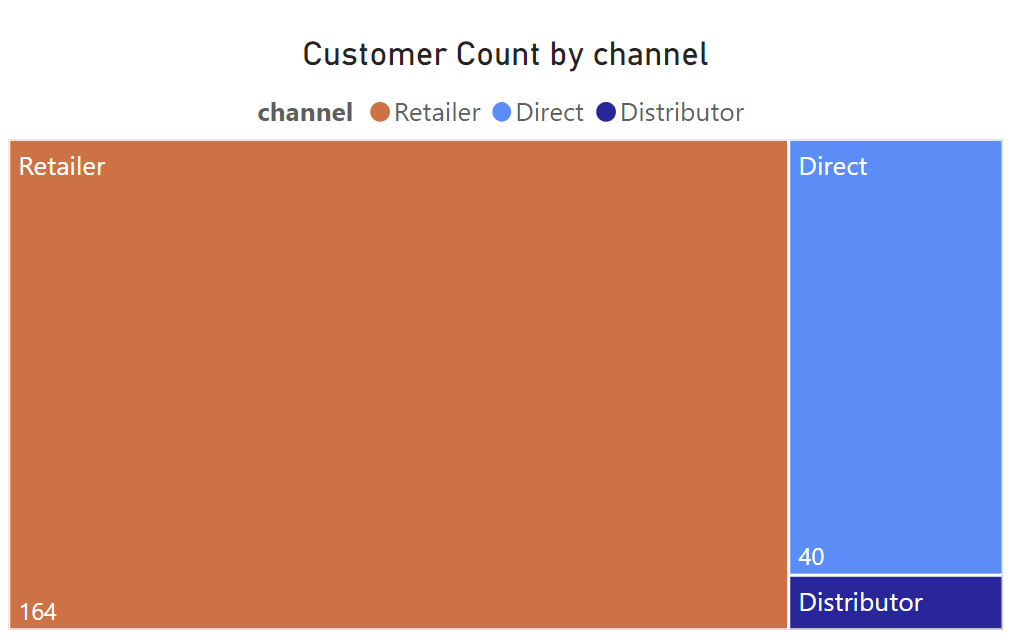 Customer Count by channel
channel Retailer Direct Distributor
Retailer
164
Direct
40
Distributor